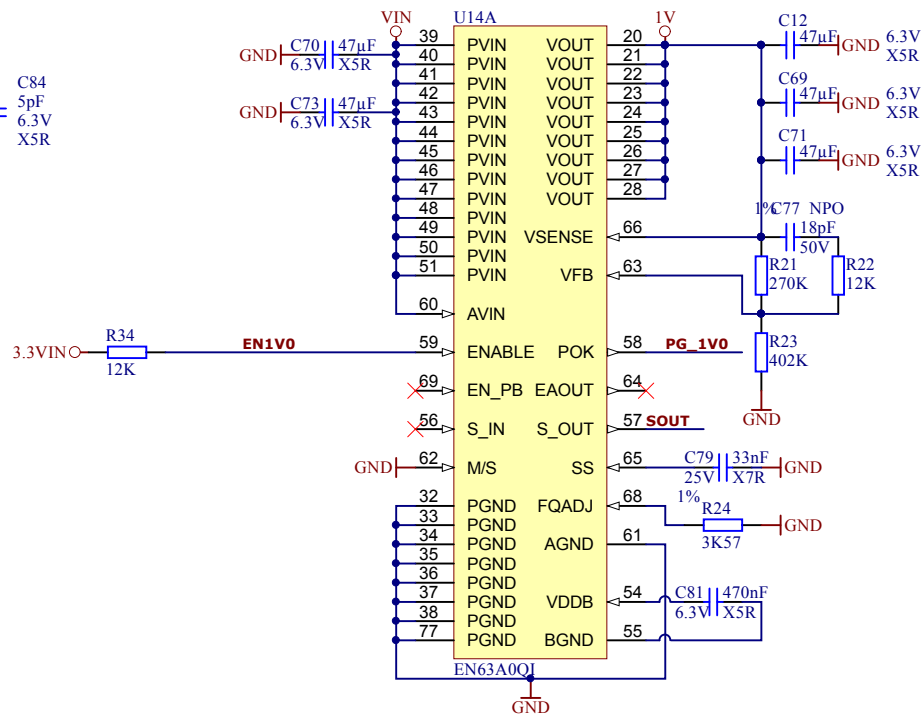 VIN
U14A
1V
C12
47µF
GND
6.3V
X5R
C70
47µF
GND
6.3V
X5R
C69
47µF
GND
6.3V
X5R
C84
5pF
6.3V
X5R
C73
47µF
GND
6.3V
X5R
C71
47µF
GND
6.3V
X5R
39 PVIN VOUT 20
40 PVIN VOUT 21
41 PVIN VOUT 22
42 PVIN VOUT 23
43 PVIN VOUT 24
44 PVIN VOUT 25
45 PVIN VOUT 26
46 PVIN VOUT 27
47 PVIN VOUT 28
48 PVIN
49 PVIN VSENSE 66
50 PVIN
51 PVIN VFB 63
60 AVIN
1% C77 NPO
18pF
50V
R21
270K
R22
12K
R34
3.3VIN
12K
EN1V0
59 ENABLE POK 58
PG_1V0
R23
402K
GND
69 EN_PB EAOUT 64
56 S_IN S_OUT 57
SOUT
GND
62 M/S SS 65
C79
33nF
GND
25V
X7R
32 PGND FQADJ 68
33 PGND
34 PGND AGND 61
35 PGND
36 PGND
37 PGND VDDB 54
38 PGND
77 PGND BGND 55
1%
R24
GND
3K57
C81
470nF
6.3V
X5R
EN63A0QI
GND